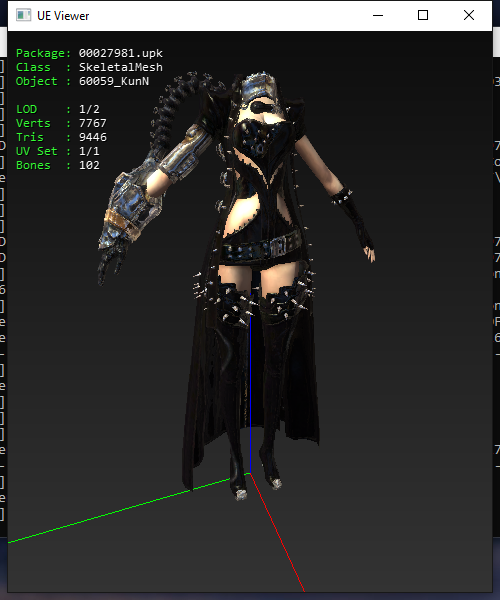 UE Viewer
Package: 00027981.upk
Class : SkeletalMesh
Object : 60059_KunN
LOD : 1/2
Verts : 7767
Tris : 9446
UV Set : 1/1
Bones : 102